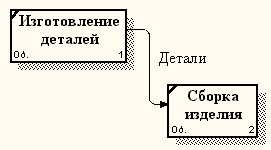 Изготовление
деталей
0б. 1
Детали
Сборка
изделия
0б. 2